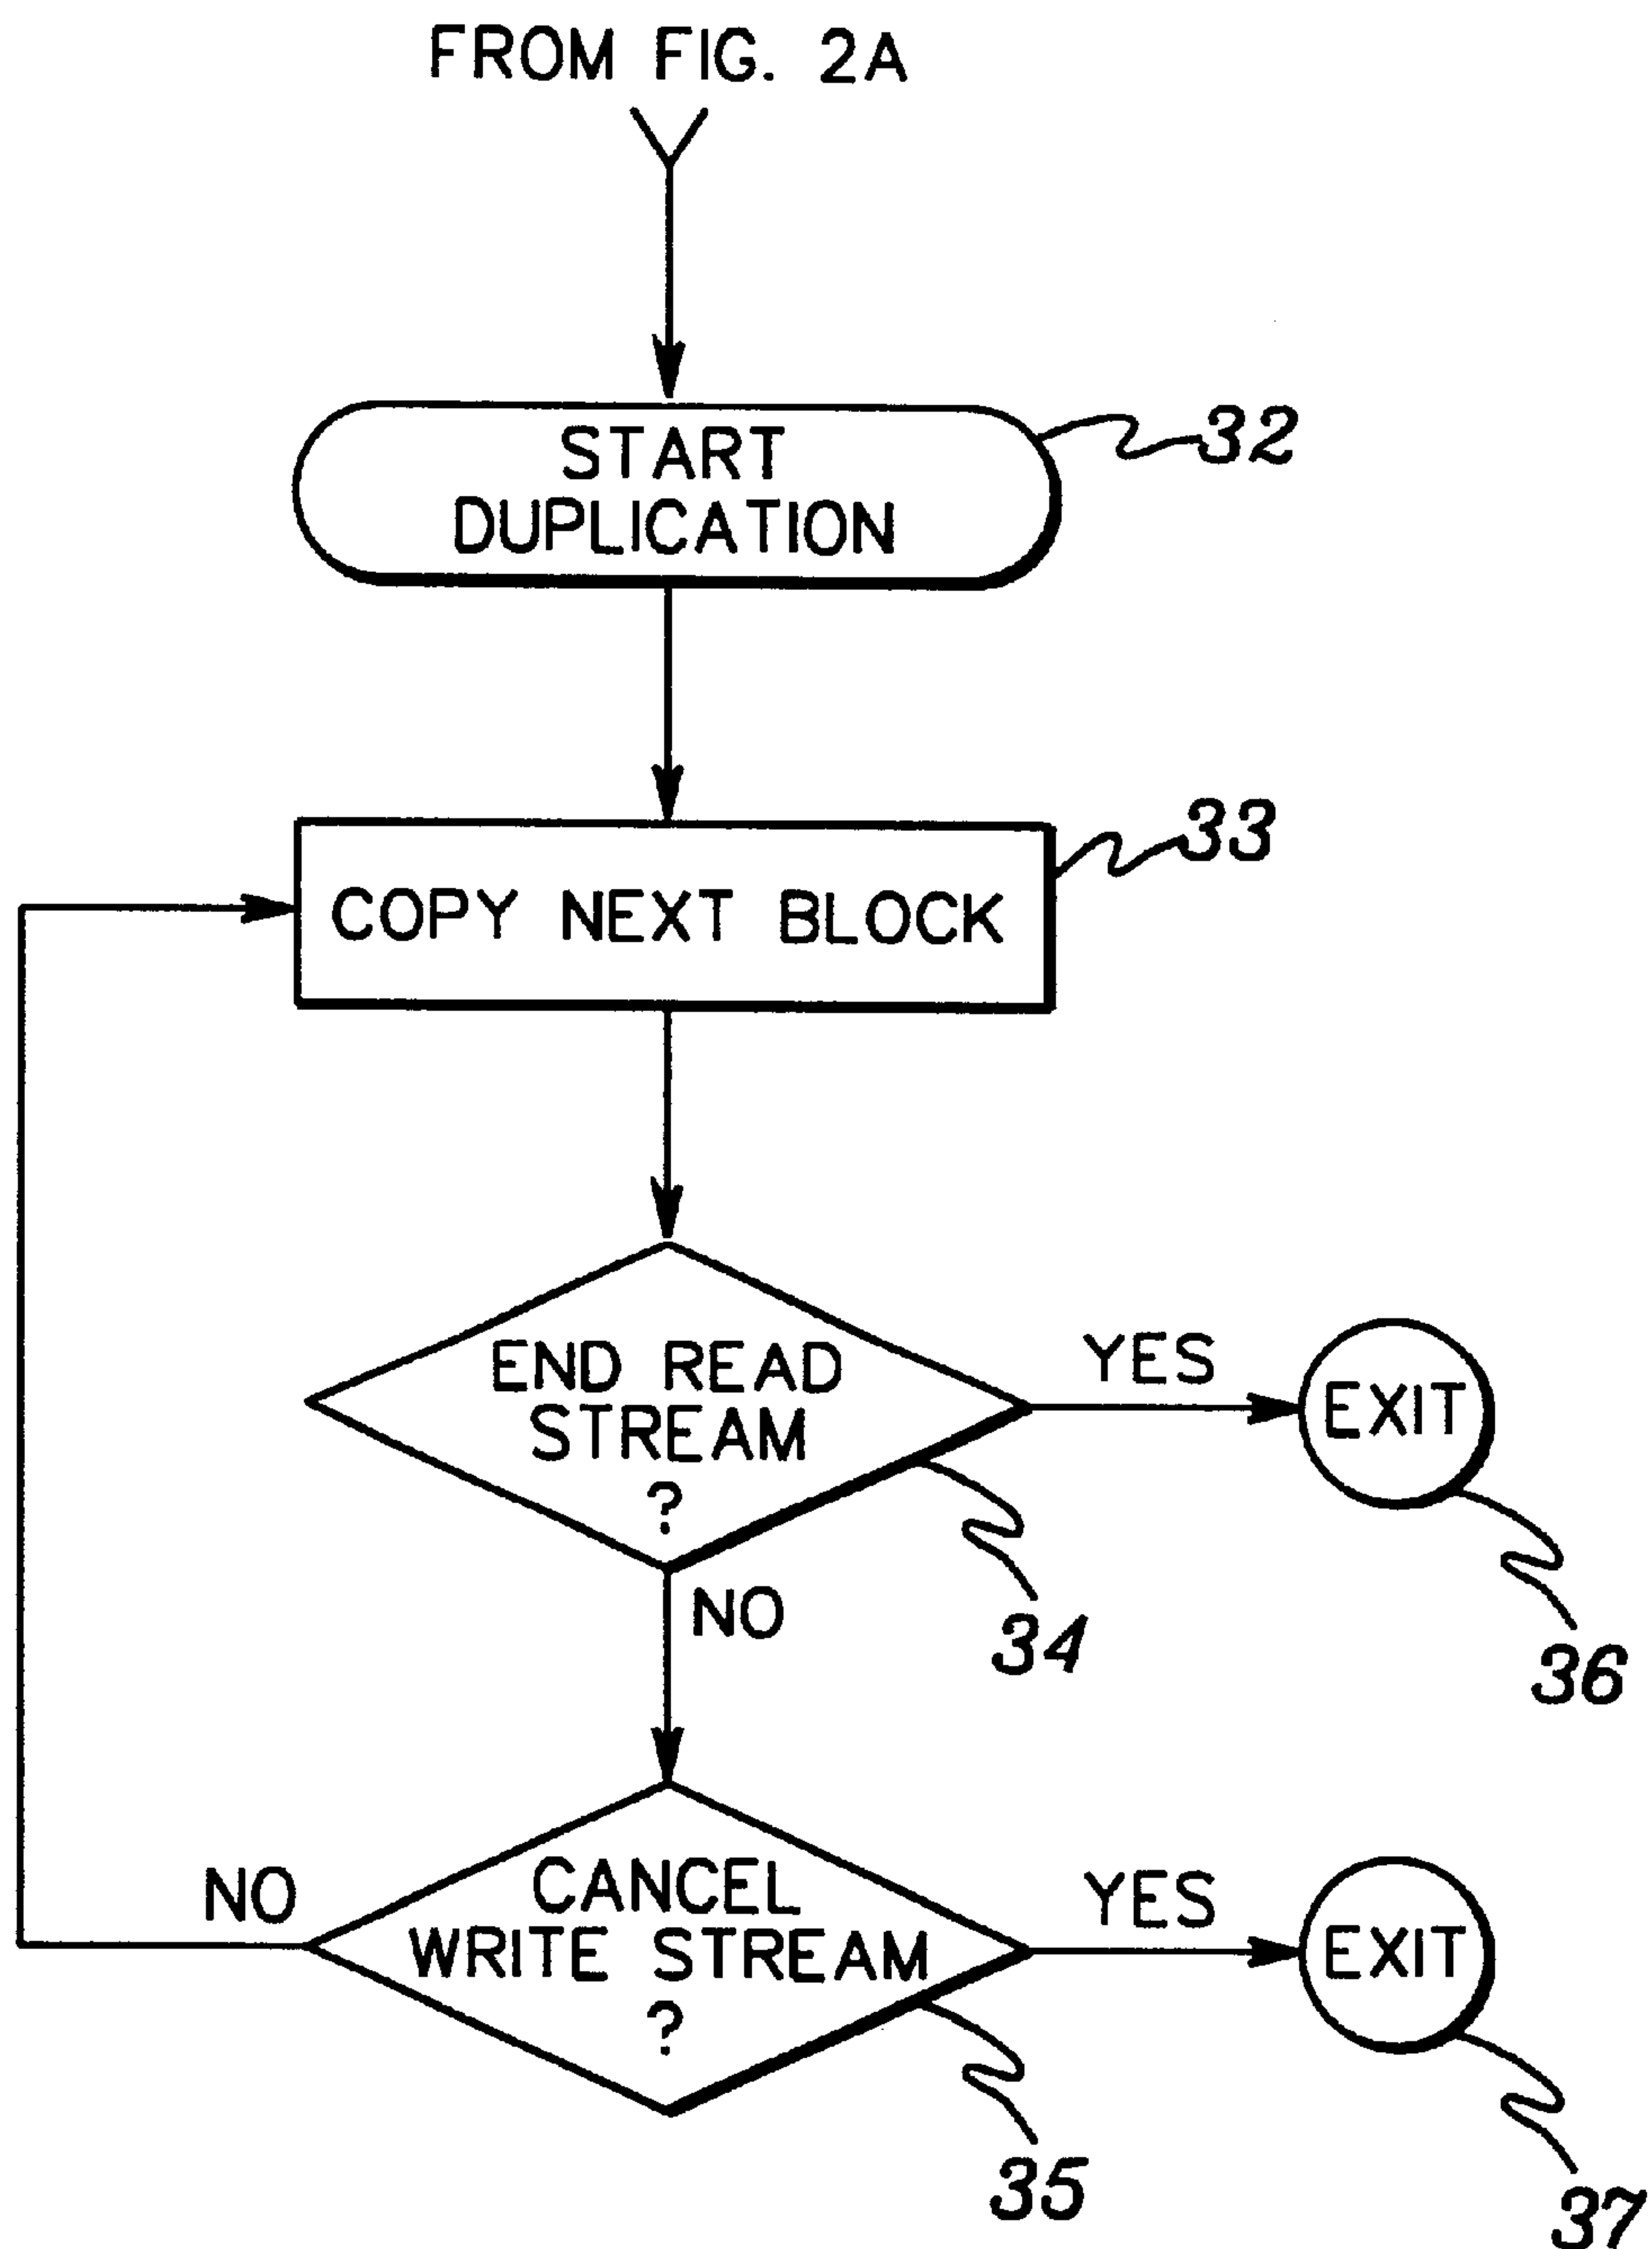 FROM FIG. 2A
START
DUPLICATION
32
COPY NEXT BLOCK
33
END READ
STREAM
?
YES
EXIT
NO
34
36
CANCEL
WRITE STREAM
?
NO
YES
EXIT
35
37